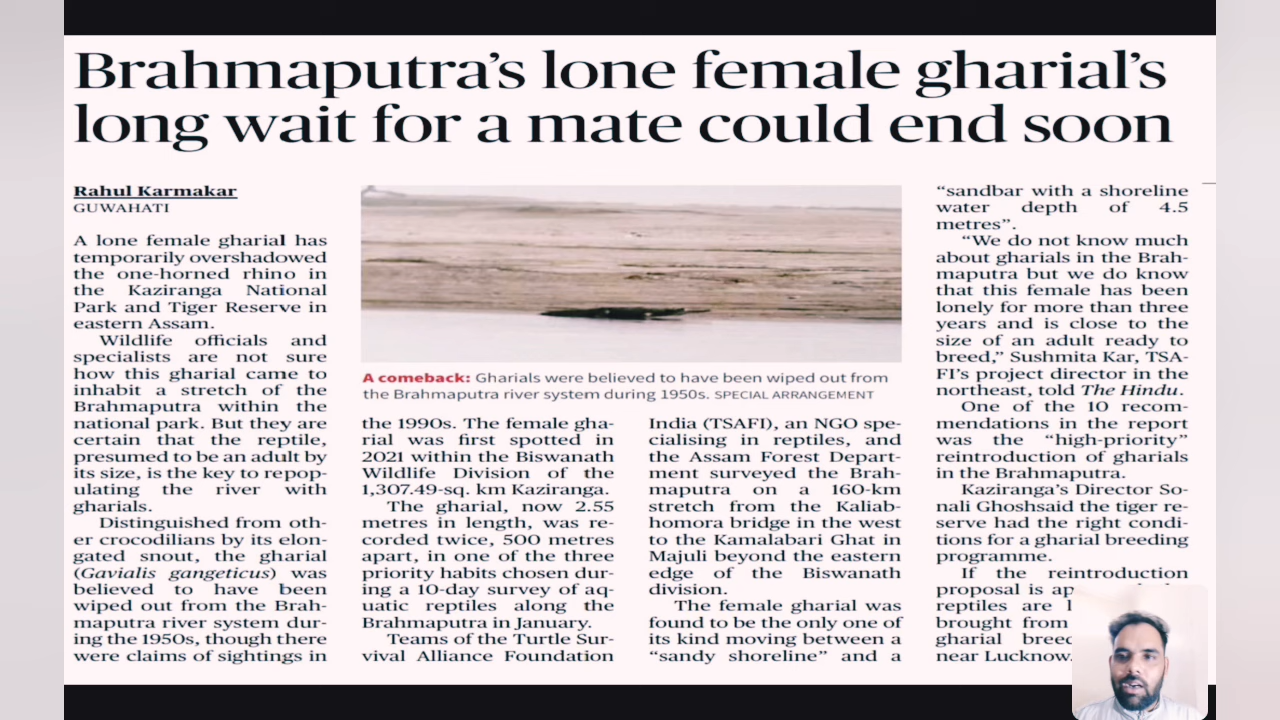 Brahmaputra's lone female gharial's
long wait for a mate could end soon
Rahul Karmakar
GUWAHATI
A lone female gharial has
temporarily overshadowed
the one-horned rhino in
the Kaziranga National
Park and Tiger Reserve in
eastern Assam.
Wildlife officials and
specialists are not sure
how this gharial came to
inhabit a stretch of the
Brahmaputra within the
national park. But they are
certain that the reptile,
presumed to be an adult by
its size, is the key to repop-
ulating the river with
gharials.
Distinguished from oth-
er crocodilians by its elon-
gated snout, the gharial
(Gavialis gangeticus) was
believed to have been
wiped out from the Brah-
maputra river system dur-
ing the 1950s, though there
were claims of sightings in
A comeback: Gharials were believed to have been wiped out from
the Brahmaputra river system during 1950s. SPECIAL ARRANGEMENT
the 1990s. The female gha-
rial was first spotted in
2021 within the Biswanath
Wildlife Division of the
1,307.49-sq. km Kaziranga.
The gharial, now 2.55
metres in length, was re-
corded twice, 500 metres
apart, in one of the three
priority habits chosen dur-
ing a 10-day survey of aq-
uatic reptiles along the
Brahmaputra in January.
Teams of the Turtle Sur-
vival Alliance Foundation
India (TSAFI), an NGO spe-
cialising in reptiles, and
the Assam Forest Depart-
ment surveyed the Brah-
maputra on a 160-km
stretch from the Kaliab-
homora bridge in the west
to the Kamalabari Ghat in
Majuli beyond the eastern
edge of the Biswanath
division.
The female gharial was
found to be the only one of
its kind moving between a
"sandy shoreline" and a
"sandbar with a shoreline
water depth of 4.5
metres".
"We do not know much
about gharials in the Brah-
maputra but we do know
that this female has been
lonely for more than three
years and is close to the
size of an adult ready to
breed," Sushmita Kar, TSA-
FI's project director in the
northeast, told The Hindu.
One of the 10 recom-
mendations in the report
was the "high-priority"
reintroduction of gharials
in the Brahmaputra.
Kaziranga's Director So-
nali Ghoshsaid the tiger re-
serve had the right condi-
tions for a gharial breeding
programme.
If the reintroduction
proposal is
reptiles are
brought from
gharial
near Lucknow.